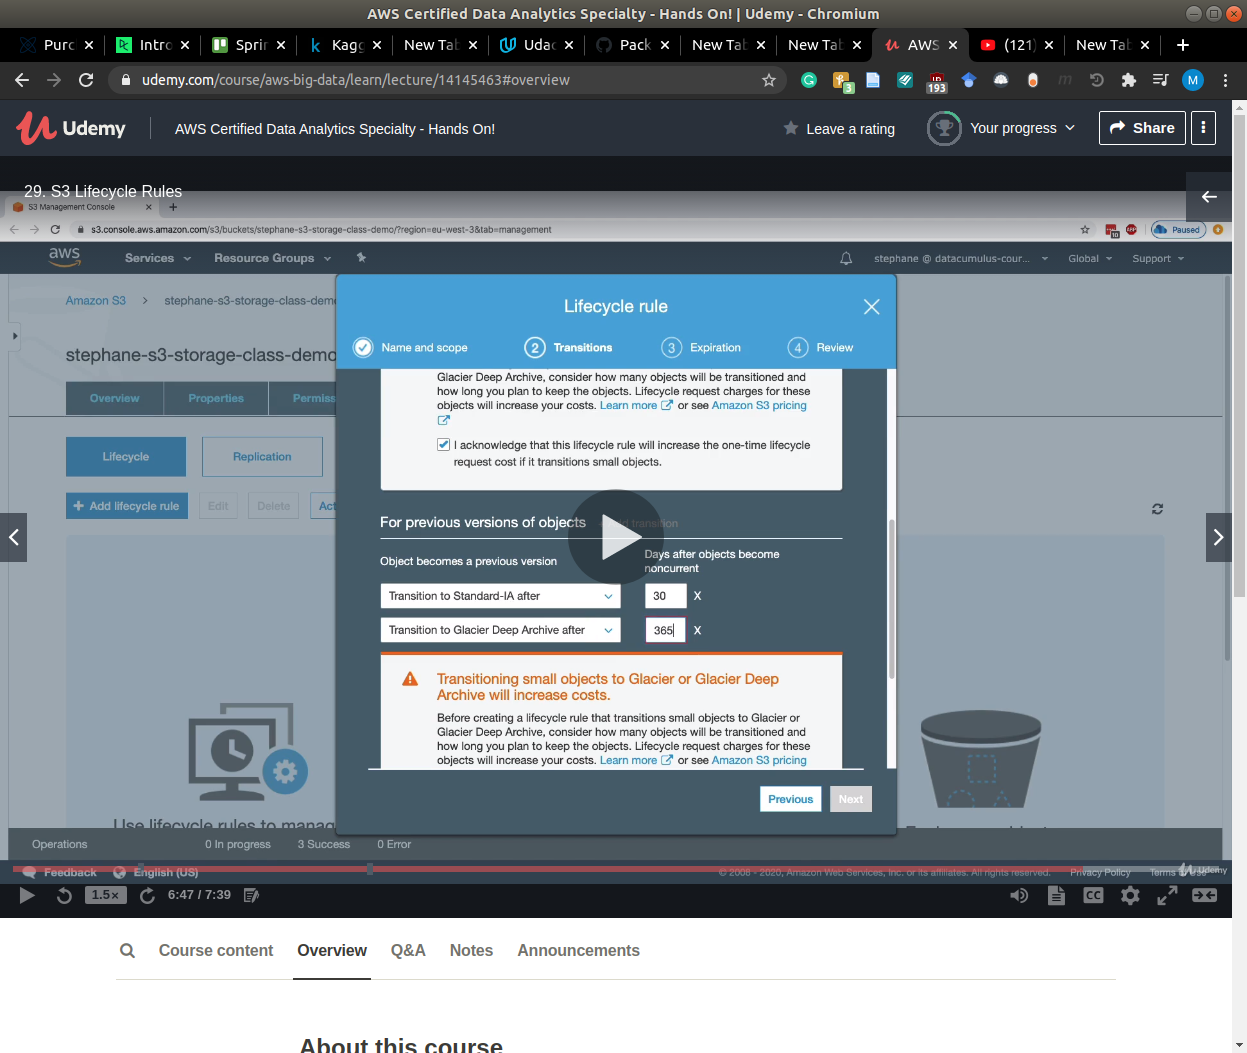 AWS Certified Data Analytics Specialty - Hands On! | Udemy - Chromium
Purc
Intro
Sprin
Kagg
New Tab
Udac
Pack
New Tab
New Tab
AWS
(121)
New Tab
udemy.com/course/aws-big-data/learn/lecture/14145463#overview
3
193
m
M
Udemy
AWS Certified Data Analytics Specialty - Hands On!
Leave a rating
Your progress
Share
29. S3 Lifecycle Rules
S3 Management Console
s3.console.aws.amazon.com/s3/buckets/stephane-s3-storage-class-demo/?region=eu-west-3&tab=management
10
ABP
Paused
aws
Services
Resource Groups
stephane @ datacumulus-cour...
Global
Support
Amazon S3
stephane-s3-storage-class-demo
stephane-s3-storage-class-demo
Overview
Properties
Permiss
Lifecycle
Replication
+ Add lifecycle rule
Edit
Delete
Act
Lifecycle rule
Name and scope
2 Transitions
3 Expiration
4 Review
Glacier Deep Archive, consider how many objects will be transitioned and
how long you plan to keep the objects. Lifecycle request charges for these
objects will increase your costs. Learn more or see Amazon S3 pricing
I acknowledge that this lifecycle rule will increase the one-time lifecycle
request cost if it transitions small objects.
For previous versions of objects
transition
Object becomes a previous version
Days after objects become
noncurrent
Transition to Standard-IA after
30
X
Transition to Glacier Deep Archive after
365
X
Transitioning small objects to Glacier or Glacier Deep
Archive will increase costs.
Before creating a lifecycle rule that transitions small objects to Glacier or
Glacier Deep Archive, consider how many objects will be transitioned and
how long you plan to keep the objects. Lifecycle request charges for these
objects will increase your costs. Learn more or see Amazon S3 pricing
Previous
Next
Use lifecycle rules to manag
Operations
0 In progress
3 Success
0 Error
Feedback
English (US)
© 2008 - 2020, Amazon Web Services, Inc. or its affiliates. All rights reserved.
Privacy Policy
Terms
Udemy
1.5×
6:47 / 7:39
CC
Course content
Overview
Q&A
Notes
Announcements
About this course